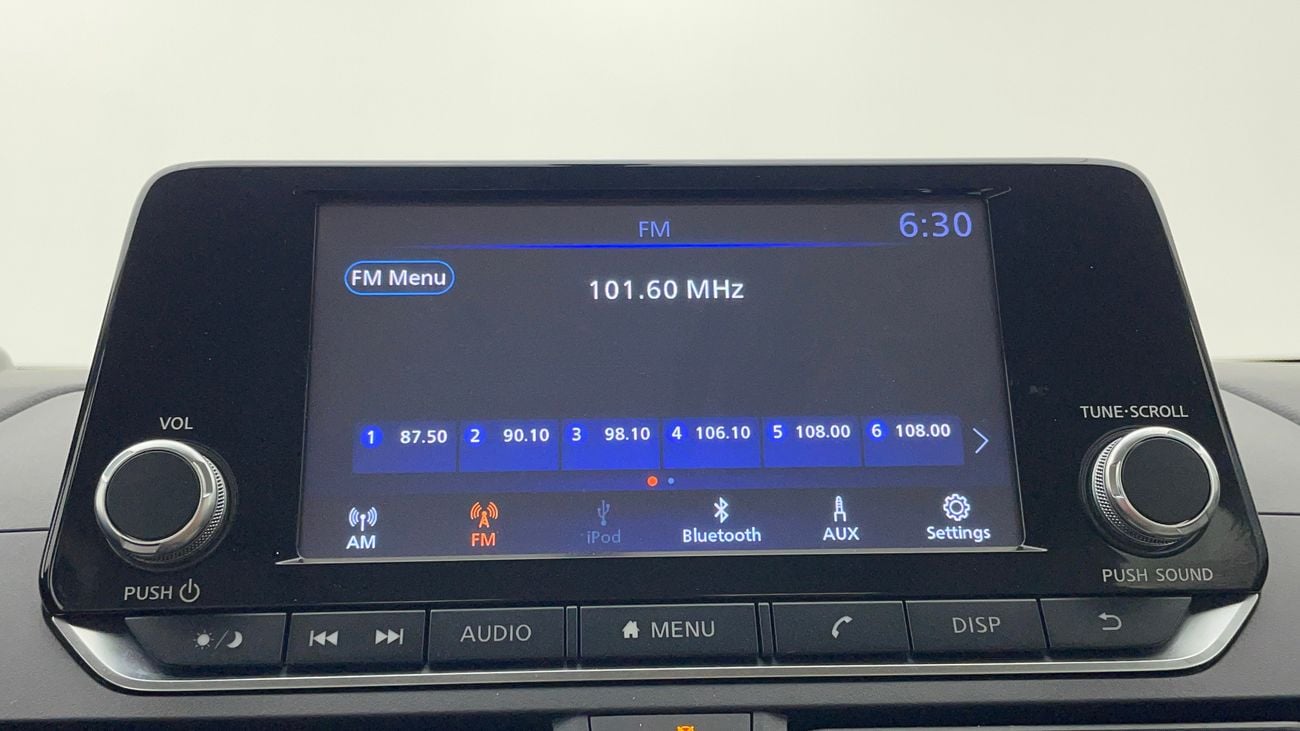 FM
6:30
FM Menu
101.60 MHz
1 87.50 2 90.10 3 98.10 4 106.10 5 108.00 6 108.00
AM FM iPod Bluetooth AUX Settings
VOL
PUSH
TUNE·SCROLL
PUSH SOUND
AUDIO MENU DISP